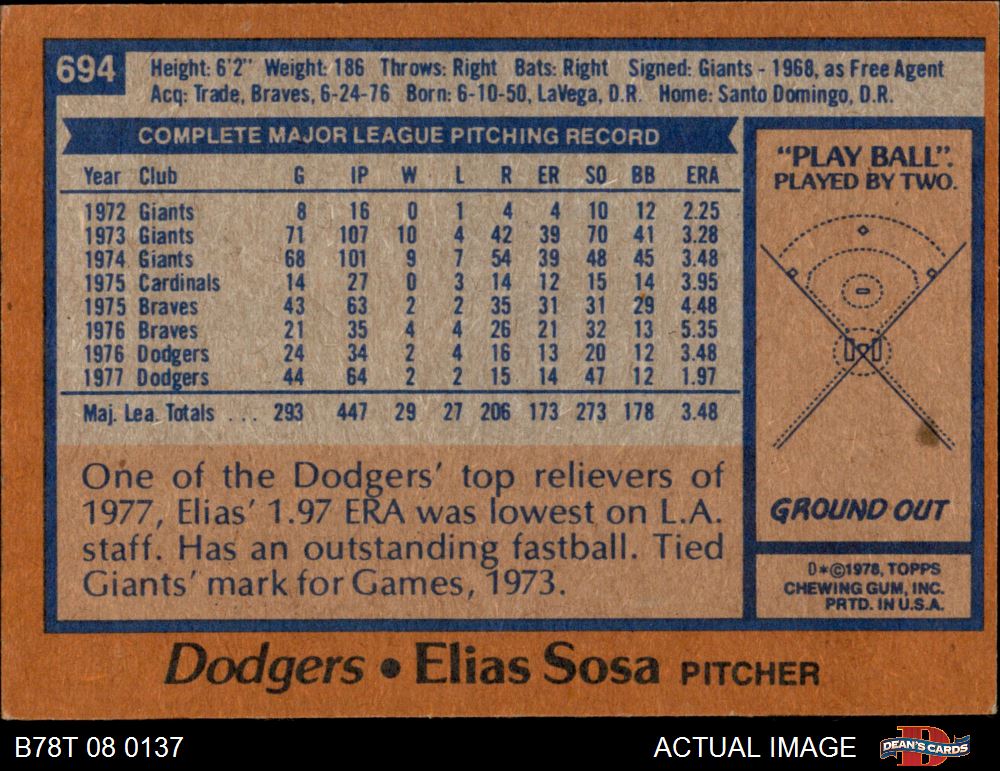 694
Height: 6'2" Weight: 186 Throws: Right Bats: Right Signed: Giants - 1968, as Free Agent
Acq: Trade, Braves, 6-24-76 Born: 6-10-50, LaVega, D.R. Home: Santo Domingo, D.R.
COMPLETE MAJOR LEAGUE PITCHING RECORD
Year Club G IP W L R ER SO BB ERA
1972 Giants 8 16 0 1 4 4 10 12 2.25
1973 Giants 71 107 10 4 42 39 70 41 3.28
1974 Giants 68 101 9 7 54 39 48 45 3.48
1975 Cardinals 14 27 0 3 14 12 15 14 3.95
1975 Braves 43 63 2 2 35 31 31 29 4.48
1976 Braves 21 35 4 4 26 21 32 13 5.35
1976 Dodgers 24 34 2 4 16 13 20 12 3.48
1977 Dodgers 44 64 2 2 15 14 47 12 1.97
Maj. Lea. Totals ... 293 447 29 27 206 173 273 178 3.48
One of the Dodgers' top relievers of
1977, Elias' 1.97 ERA was lowest on L.A.
staff. Has an outstanding fastball. Tied
Giants' mark for Games, 1973.
"PLAY BALL".
PLAYED BY TWO.
GROUND OUT
D*©1978, TOPPS
CHEWING GUM, INC.
PRTD. IN U.S.A.
Dodgers • Elias Sosa PITCHER
B78T 08 0137
ACTUAL IMAGE
DEAN'S CARDS